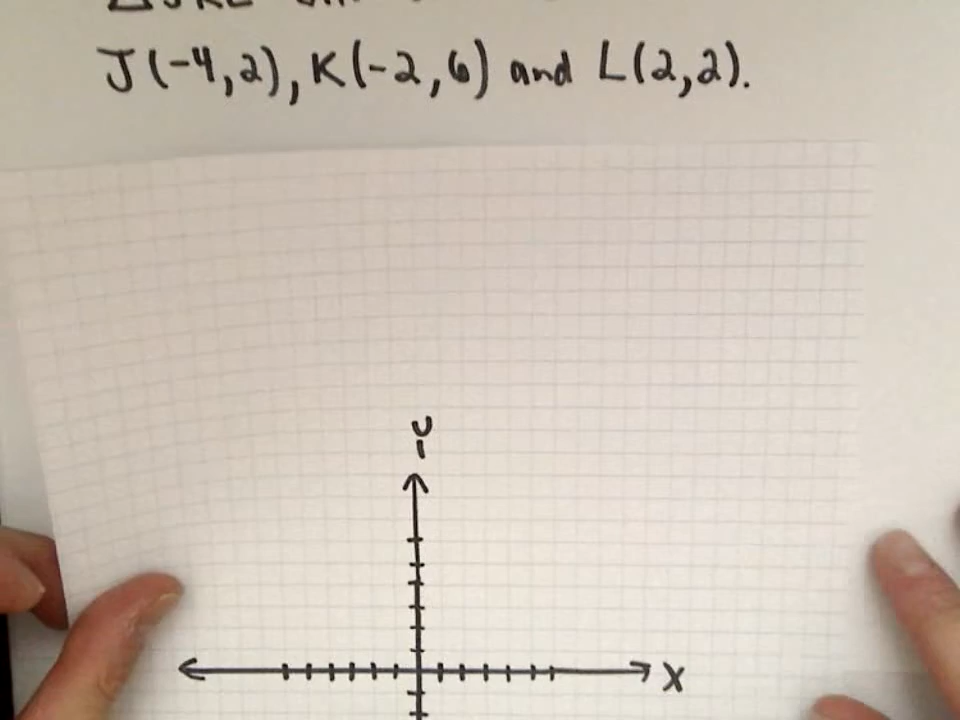 J(-4,2), K(-2,6) and L(2,2).
y
x